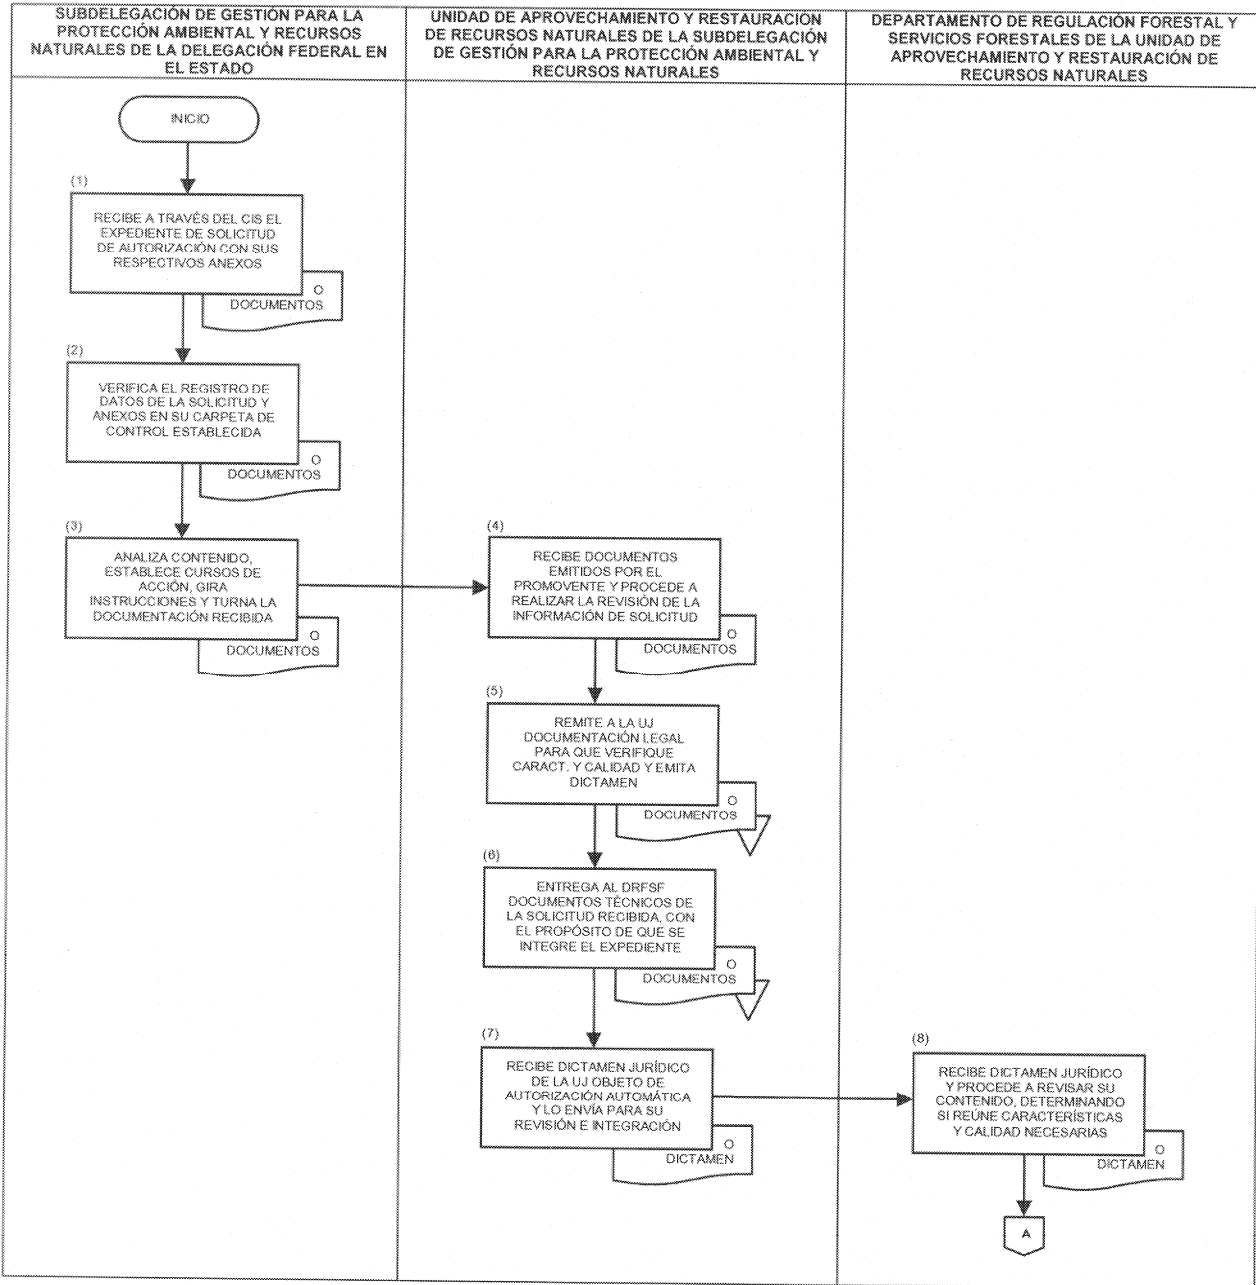 SUBDELEGACIÓN DE GESTIÓN PARA LA
PROTECCIÓN AMBIENTAL Y RECURSOS
NATURALES DE LA DELEGACIÓN FEDERAL EN
EL ESTADO
UNIDAD DE APROVECHAMIENTO Y RESTAURACIÓN
DE RECURSOS NATURALES DE LA SUBDELEGACIÓN
DE GESTIÓN PARA LA PROTECCIÓN AMBIENTAL Y
RECURSOS NATURALES
DEPARTAMENTO DE REGULACIÓN FORESTAL Y
SERVICIOS FORESTALES DE LA UNIDAD DE
APROVECHAMIENTO Y RESTAURACIÓN DE
RECURSOS NATURALES
INICIO
(1)
RECIBE A TRAVÉS DEL CIS EL
EXPEDIENTE DE SOLICITUD
DE AUTORIZACIÓN CON SUS
RESPECTIVOS ANEXOS
O
DOCUMENTOS
(2)
VERIFICA EL REGISTRO DE
DATOS DE LA SOLICITUD Y
ANEXOS EN SU CARPETA DE
CONTROL ESTABLECIDA
O
DOCUMENTOS
(3)
ANALIZA CONTENIDO,
ESTABLECE CURSOS DE
ACCIÓN, GIRA
INSTRUCCIONES Y TURNA LA
DOCUMENTACIÓN RECIBIDA
O
DOCUMENTOS
(4)
RECIBE DOCUMENTOS
EMITIDOS POR EL
PROMOVENTE Y PROCEDE A
REALIZAR LA REVISIÓN DE LA
INFORMACIÓN DE SOLICITUD
O
DOCUMENTOS
(5)
REMITE A LA UJ
DOCUMENTACIÓN LEGAL
PARA QUE VERIFIQUE
CARACT. Y CALIDAD Y EMITA
DICTAMEN
O
DOCUMENTOS
(6)
ENTREGA AL DRFSF
DOCUMENTOS TÉCNICOS DE
LA SOLICITUD RECIBIDA, CON
EL PROPÓSITO DE QUE SE
INTEGRE EL EXPEDIENTE
O
DOCUMENTOS
(7)
RECIBE DICTAMEN JURÍDICO
DE LA UJ OBJETO DE
AUTORIZACIÓN AUTOMÁTICA
Y LO ENVÍA PARA SU
REVISIÓN E INTEGRACIÓN
O
DICTAMEN
(8)
RECIBE DICTAMEN JURÍDICO
Y PROCEDE A REVISAR SU
CONTENIDO, DETERMINANDO
SI REÚNE CARACTERÍSTICAS
Y CALIDAD NECESARIAS
O
DICTAMEN
A